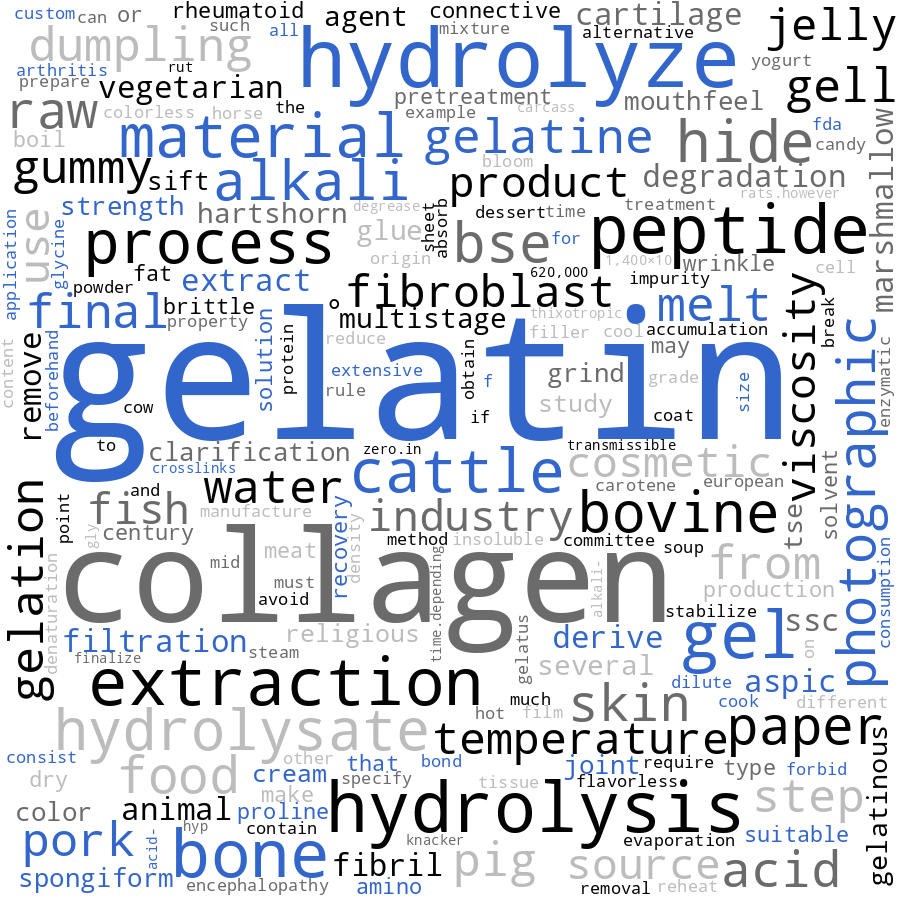 custom
can
or
rheumatoid
such
all
agent
connective
mixture
cartilage
alternative
jelly
dumpling
hydrolyze
yogurt
arthritis
rut
prepare
vegetarian
pretreatment
mouthfeel
gell
raw
colorless
horse
the
example
carcass
marshmallow
boil
material
gelatine
hide
fda
candy
gummy
sift
alkali
bloom
product
degradation
rats.however
strength
hartshorn
degrease
sheet
absorb
dessert
time
treatment
use
glycine
application
process
glue
origin
bse
for
peptide
fat
extract
powder
620,000
1,400×10
wrinkle
impurity
cell
final
brittle
property
°
fibroblast
multistage
thixotropic
melt
filler
cool
accumulation
viscosity
break
content
remove
beforehand
solution
protein
reduce
gelatin
obtain
may
photographic
enzymatic
extensive
rule
f
grind
grade
size
cow
study
if
coat
to
clarification
crosslinks
zero.in
transmissible
cattle
cosmetic
carotene
european
tse
solvent
gelation
and
water
point
fish
manufacture
century
gly
recovery
density
industry
bovine
method
insoluble
committee
soup
mid
meat
collagen
must
avoid
time.depending
alkali-
from
production
consumption
denaturation
stabilize
ssc
religious
gelatus
filtration
steam
finalize
derive
gel
on
several
extraction
much
skin
dilute
aspic
cook
different
hydrolysate
hot
film
temperature
paper
gelatinous
consist
other
that
bond
joint
require
type
forbid
dry
food
cream
specify
tissue
flavorless
make
color
animal
proline
hydrolysis
step
hyp
contain
knacker
evaporation
suitable
pork
acid-
bone
fibril
pig
source
acid
spongiform
encephalopathy
amino
removal
reheat